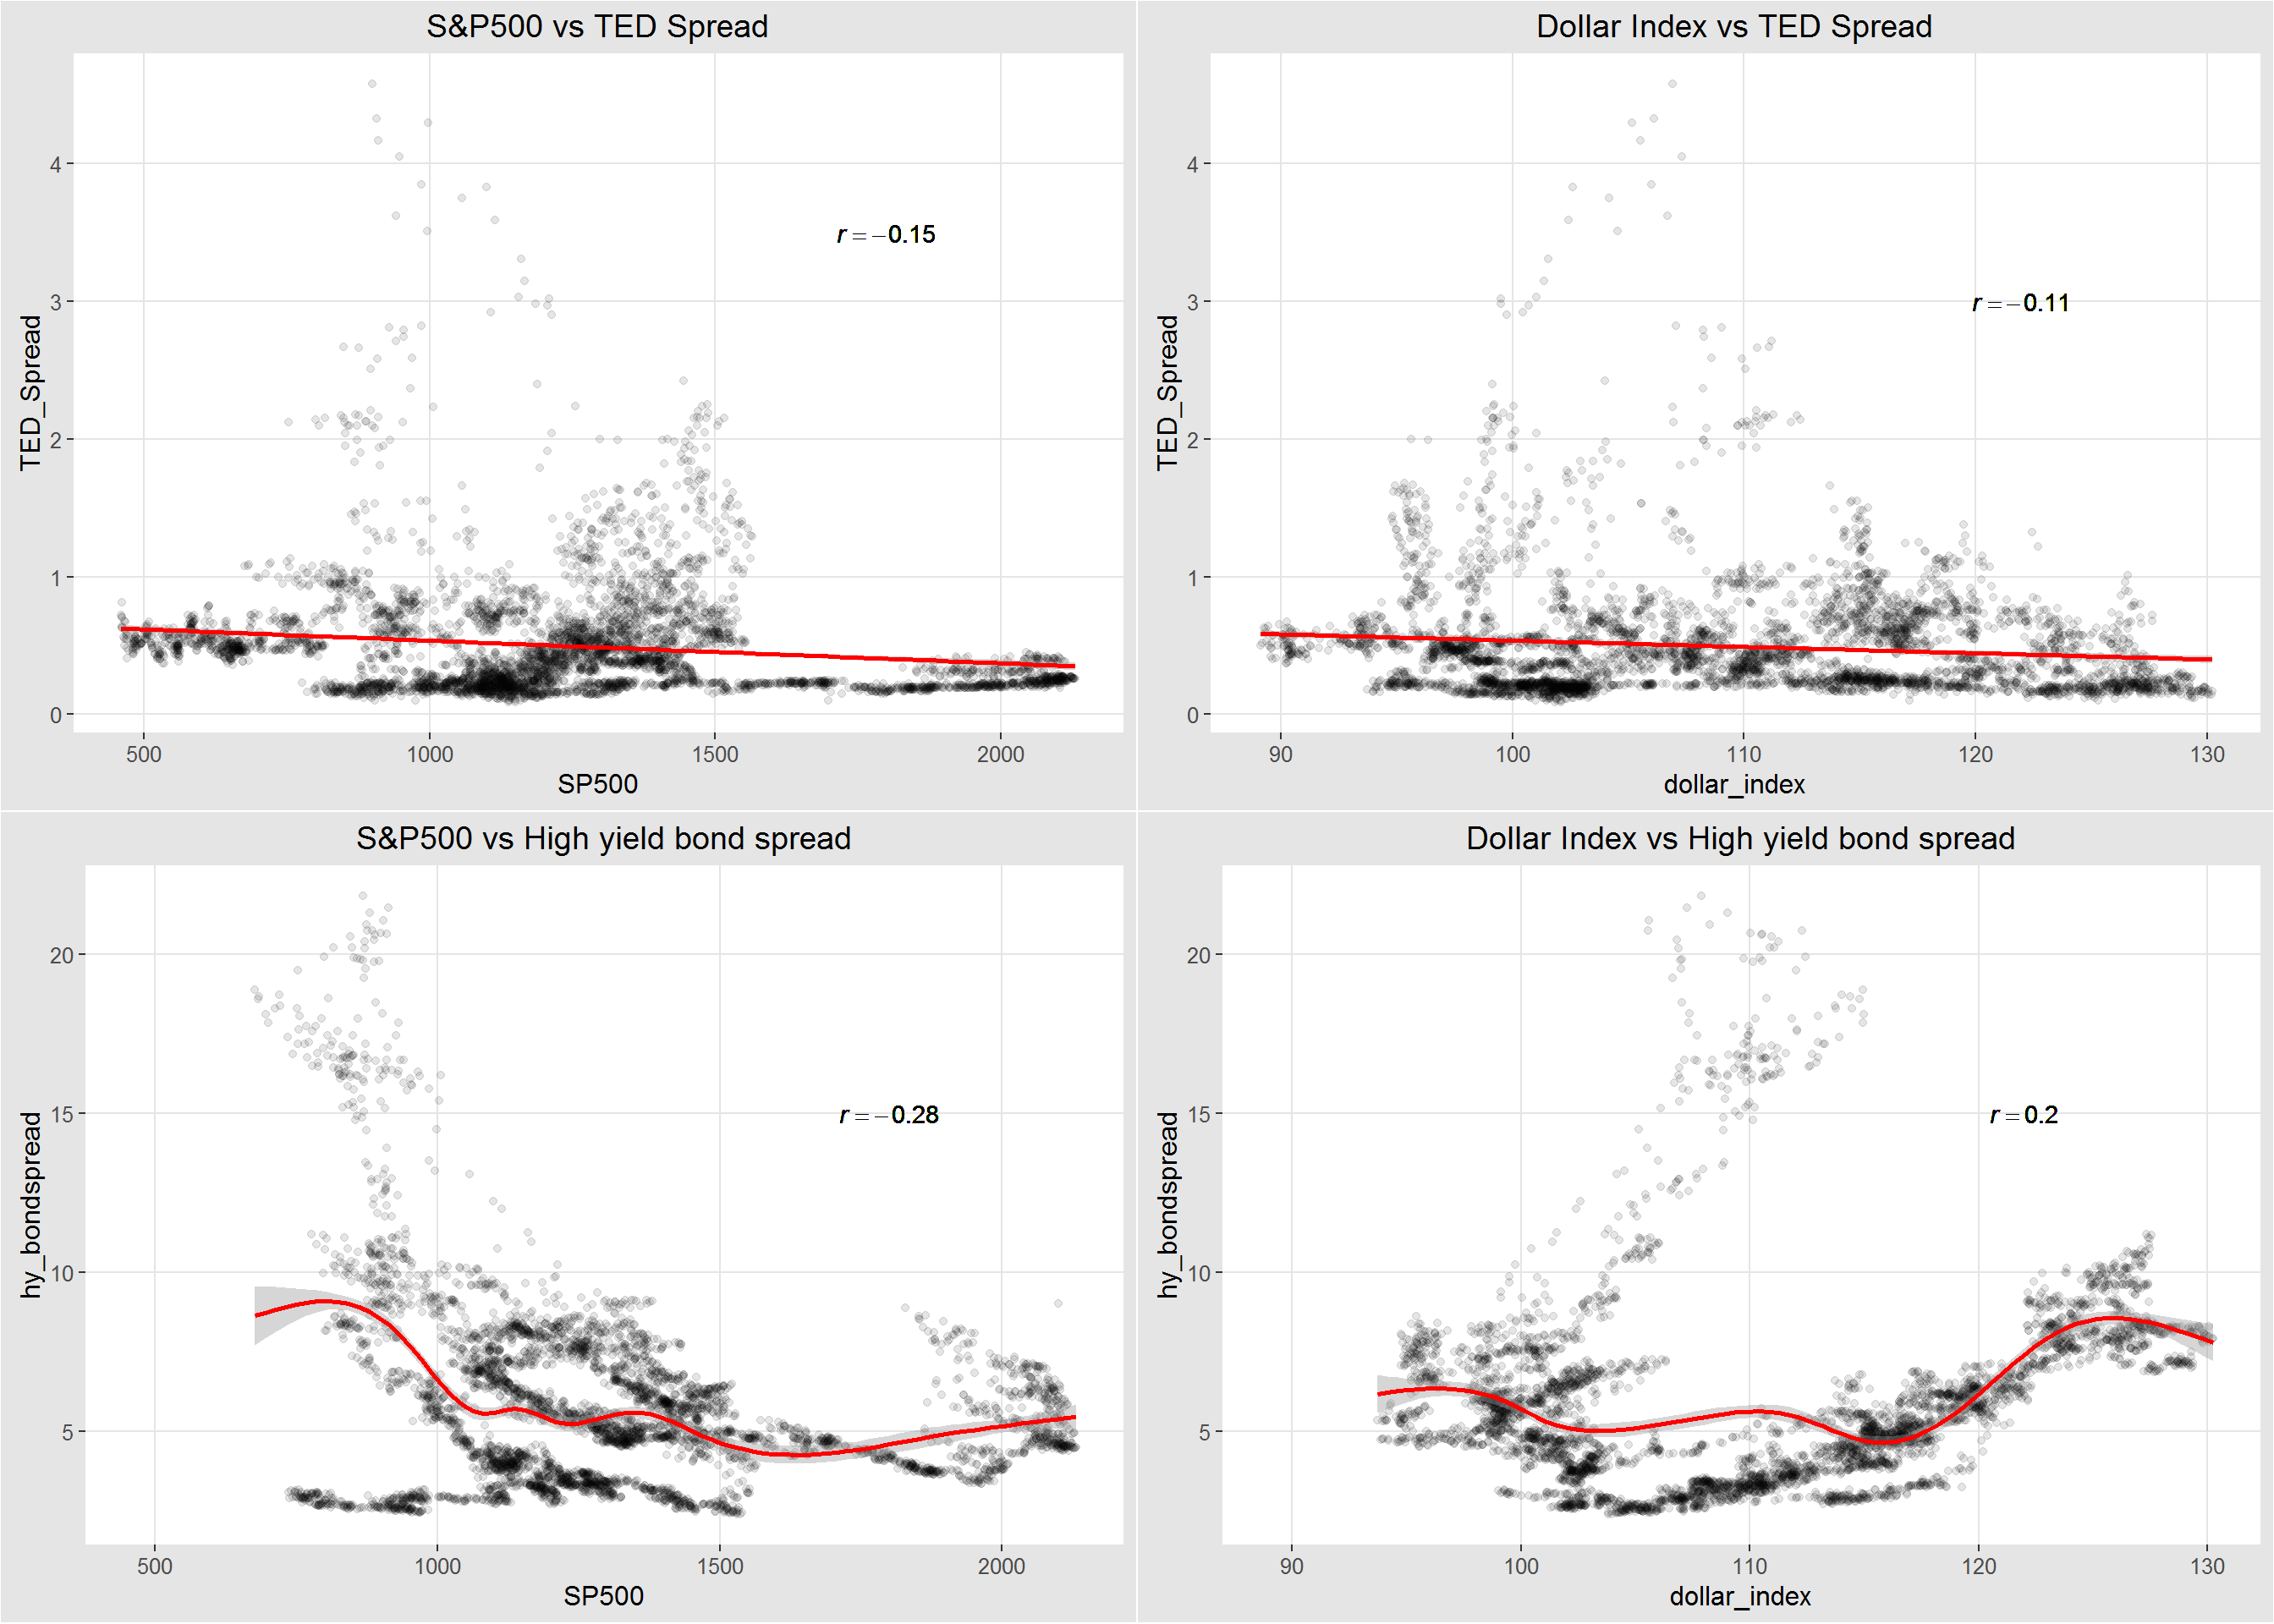 S&P500 vs TED Spread
TED_Spread
4
3
2
1
0
r = −0.15
500 1000 1500 2000
SP500
Dollar Index vs TED Spread
TED_Spread
4
3
2
1
0
r = −0.11
90 100 110 120 130
dollar_index
S&P500 vs High yield bond spread
hy_bondspread
20
15
10
5
r = −0.28
500 1000 1500 2000
SP500
Dollar Index vs High yield bond spread
hy_bondspread
20
15
10
5
r = 0.2
90 100 110 120 130
dollar_index